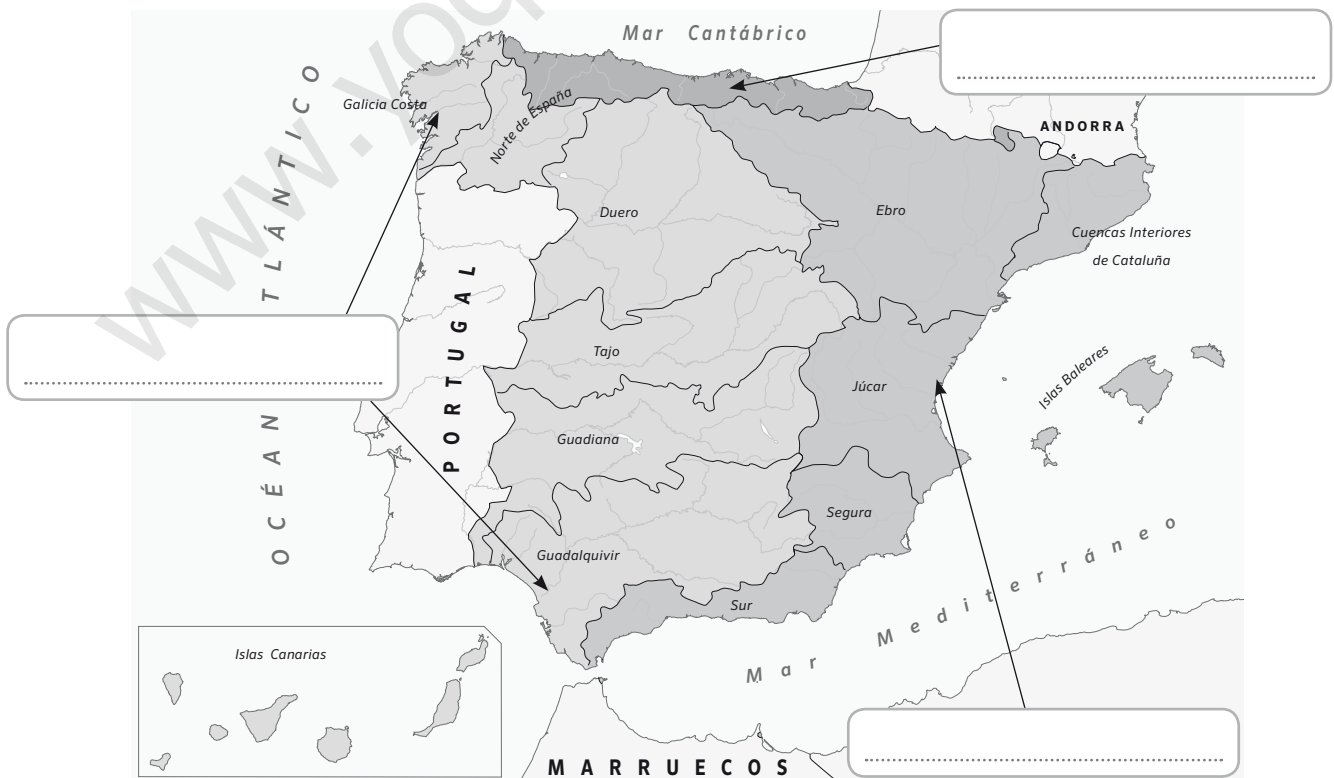 Mar Cantábrico
Galicia Costa
Norte de España
ANDORRA
Duero
Ebro
Cuencas Interiores
de Cataluña
OCÉANO ATLÁNTICO
PORTUGAL
Tajo
Júcar
Islas Baleares
Guadiana
Segura
Guadalquivir
Sur
Mar Mediterráneo
Islas Canarias
MARRUECOS